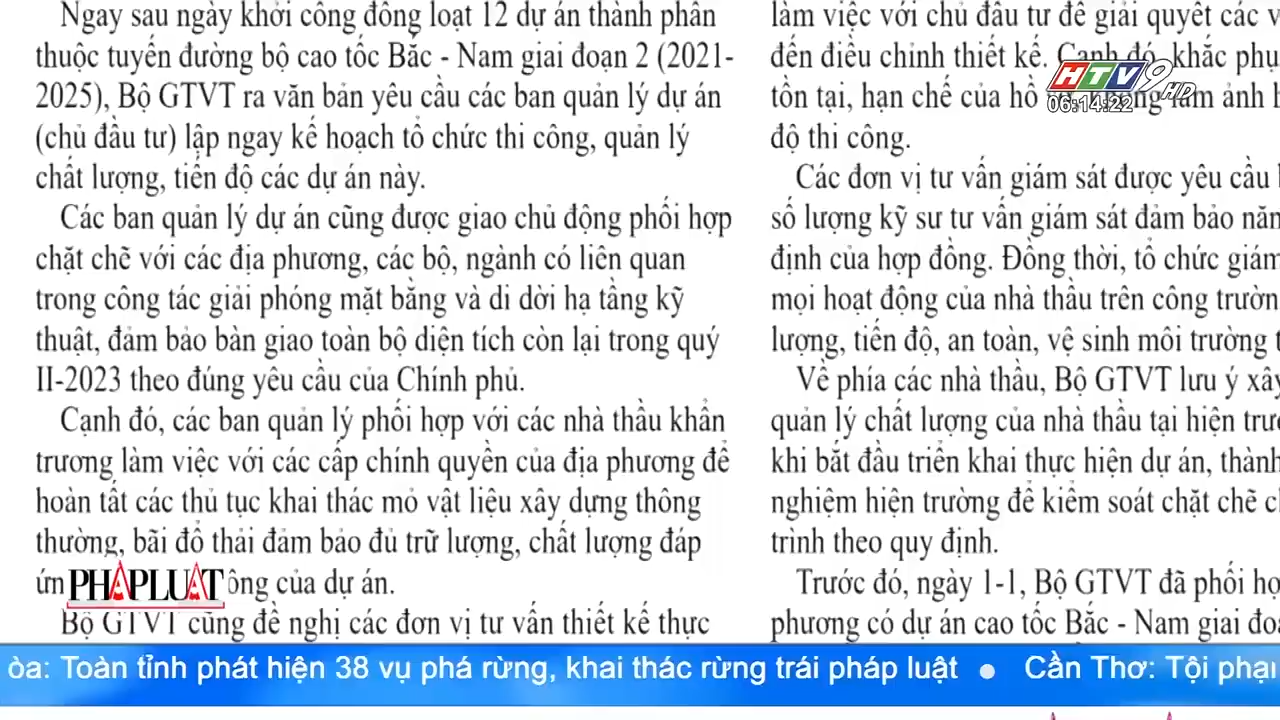 Ngay sau ngày khởi công đồng loạt 12 dự án thành phần
thuộc tuyến đường bộ cao tốc Bắc - Nam giai đoạn 2 (2021-
2025), Bộ GTVT ra văn bản yêu cầu các ban quản lý dự án
(chủ đầu tư) lập ngay kế hoạch tổ chức thi công, quản lý
chất lượng, tiến độ các dự án này.
Các ban quản lý dự án cũng được giao chủ động phối hợp
chặt chẽ với các địa phương, các bộ, ngành có liên quan
trong công tác giải phóng mặt bằng và di dời hạ tầng kỹ
thuật, đảm bảo bàn giao toàn bộ diện tích còn lại trong quý
II-2023 theo đúng yêu cầu của Chính phủ.
Cạnh đó, các ban quản lý phối hợp với các nhà thầu khẩn
trương làm việc với các cấp chính quyền của địa phương để
hoàn tất các thủ tục khai thác mỏ vật liệu xây dựng thông
thường, bãi đổ thải đảm bảo đủ trữ lượng, chất lượng đáp
của dự án.
Bộ GTVT cũng đề nghị các đơn vị tư vấn thiết kế thực
làm việc với chủ đầu tư để giải quyết các
đến điều chỉnh thiết kế. Cạnh đó, khắc
tồn tại, hạn chế của hồ làm ảnh
độ thi công.
Các đơn vị tư vấn giám sát được yêu cầu
số lượng kỹ sư tư vấn giám sát đảm bảo
định của hợp đồng. Đồng thời, tổ chức giám
mọi hoạt động của nhà thầu trên công
lượng, tiến độ, an toàn, vệ sinh môi trường
Về phía các nhà thầu, Bộ GTVT lưu ý xây
quản lý chất lượng của nhà thầu tại hiện
khi bắt đầu triển khai thực hiện dự án,
nghiệm hiện trường để kiểm soát chặt chẽ
trình theo quy định.
Trước đó, ngày 1-1, Bộ GTVT đã phối
phương có dự án cao tốc Bắc - Nam giai
HTV9 HD
06:14:22
PHÁPLUẬT
òa: Toàn tỉnh phát hiện 38 vụ phá rừng, khai thác rừng trái pháp luật ● Cần Thơ: Tội phạ